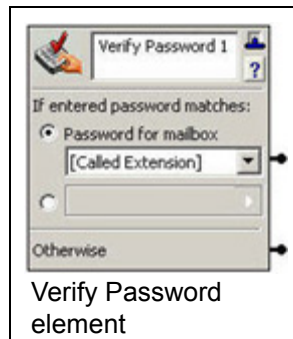 Verify Password 1
?
If entered password matches:
Password for mailbox
[Called Extension]
Otherwise
Verify Password
element